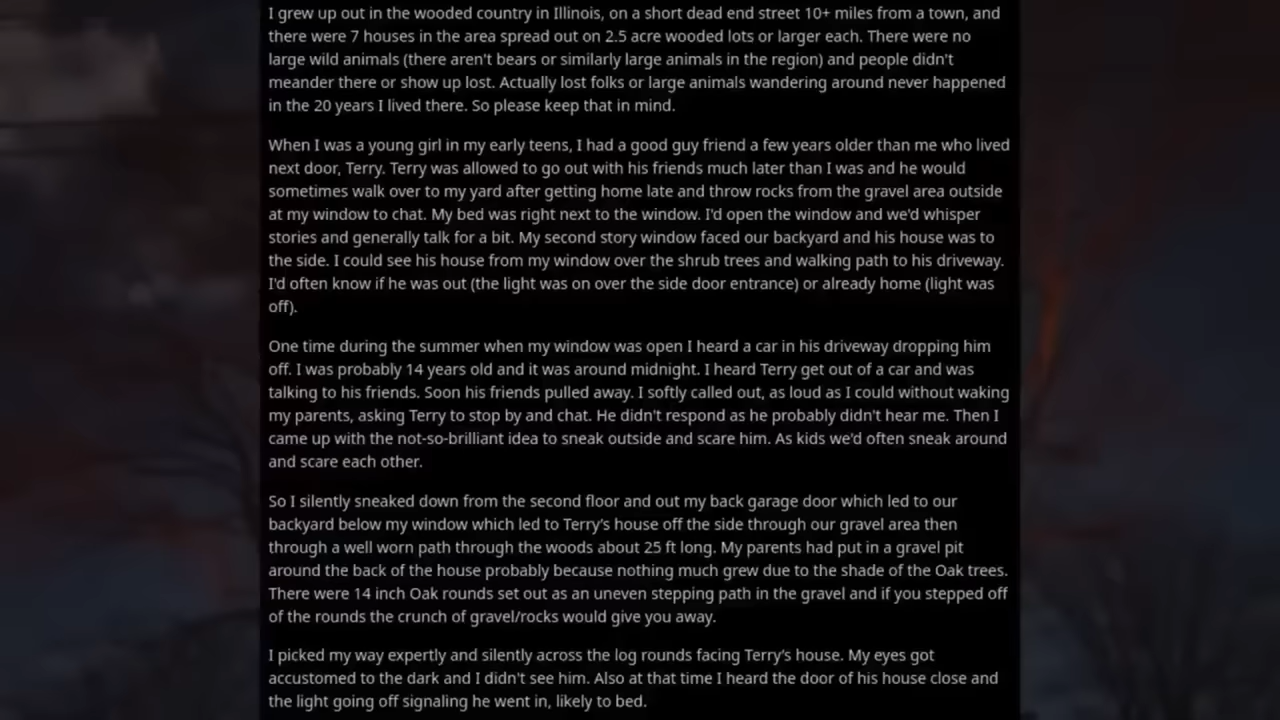 I grew up out in the wooded country in Illinois, on a short dead end street 10+ miles from a town, and
there were 7 houses in the area spread out on 2.5 acre wooded lots or larger each. There were no
large wild animals (there aren't bears or similarly large animals in the region) and people didn't
meander there or show up lost. Actually lost folks or large animals wandering around never happened
in the 20 years I lived there. So please keep that in mind.
When I was a young girl in my early teens, I had a good guy friend a few years older than me who lived
next door, Terry. Terry was allowed to go out with his friends much later than I was and he would
sometimes walk over to my yard after getting home late and throw rocks from the gravel area outside
at my window to chat. My bed was right next to the window. I'd open the window and we'd whisper
stories and generally talk for a bit. My second story window faced our backyard and his house was to
the side. I could see his house from my window over the shrub trees and walking path to his driveway.
I'd often know if he was out (the light was on over the side door entrance) or already home (light was
off).
One time during the summer when my window was open I heard a car in his driveway dropping him
off. I was probably 14 years old and it was around midnight. I heard Terry get out of a car and was
talking to his friends. Soon his friends pulled away. I softly called out, as loud as I could without waking
my parents, asking Terry to stop by and chat. He didn't respond as he probably didn't hear me. Then I
came up with the not-so-brilliant idea to sneak outside and scare him. As kids we'd often sneak around
and scare each other.
So I silently sneaked down from the second floor and out my back garage door which led to our
backyard below my window which led to Terry's house off the side through our gravel area then
through a well worn path through the woods about 25 ft long. My parents had put in a gravel pit
around the back of the house probably because nothing much grew due to the shade of the Oak trees.
There were 14 inch Oak rounds set out as an uneven stepping path in the gravel and if you stepped off
of the rounds the crunch of gravel/rocks would give you away.
I picked my way expertly and silently across the log rounds facing Terry's house. My eyes got
accustomed to the dark and I didn't see him. Also at that time I heard the door of his house close and
the light going off signaling he went in, likely to bed.